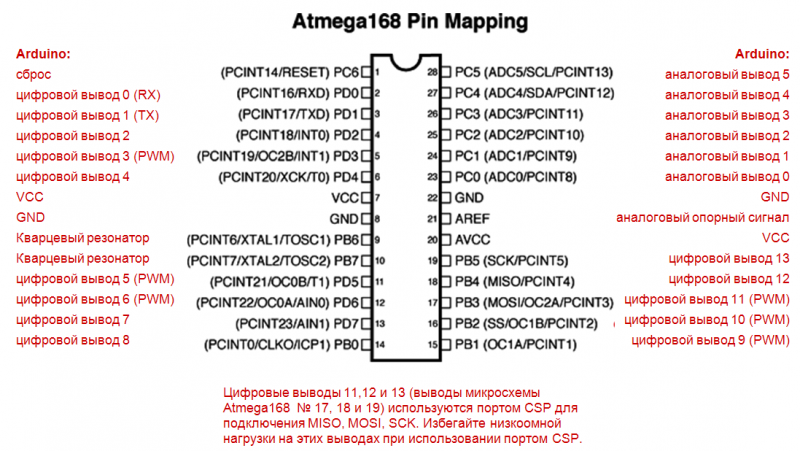 Atmega168 Pin Mapping
Arduino: Arduino:
сброс (PCINT14/RESET) PC6 1 28 PC5 (ADC5/SCL/PCINT13) аналоговый вывод 5
цифровой вывод 0 (RX) (PCINT16/RXD) PD0 2 27 PC4 (ADC4/SDA/PCINT12) аналоговый вывод 4
цифровой вывод 1 (TX) (PCINT17/TXD) PD1 3 26 PC3 (ADC3/PCINT11) аналоговый вывод 3
цифровой вывод 2 (PCINT18/INT0) PD2 4 25 PC2 (ADC2/PCINT10) аналоговый вывод 2
цифровой вывод 3 (PWM) (PCINT19/OC2B/INT1) PD3 5 24 PC1 (ADC1/PCINT9) аналоговый вывод 1
цифровой вывод 4 (PCINT20/XCK/T0) PD4 6 23 PC0 (ADC0/PCINT8) аналоговый вывод 0
VCC VCC 7 22 GND GND
GND GND 8 21 AREF аналоговый опорный сигнал
Кварцевый резонатор (PCINT6/XTAL1/TOSC1) PB6 9 20 AVCC VCC
Кварцевый резонатор (PCINT7/XTAL2/TOSC2) PB7 10 19 PB5 (SCK/PCINT5) цифровой вывод 13
цифровой вывод 5 (PWM) (PCINT21/OC0B/T1) PD5 11 18 PB4 (MISO/PCINT4) цифровой вывод 12
цифровой вывод 6 (PWM) (PCINT22/OC0A/AIN0) PD6 12 17 PB3 (MOSI/OC2A/PCINT3) цифровой вывод 11 (PWM)
цифровой вывод 7 (PCINT23/AIN1) PD7 13 16 PB2 (SS/OC1B/PCINT2) цифровой вывод 10 (PWM)
цифровой вывод 8 (PCINT0/CLKO/ICP1) PB0 14 15 PB1 (OC1A/PCINT1) цифровой вывод 9 (PWM)
Цифровые выводы 11,12 и 13 (выводы микросхемы
Atmega168 № 17, 18 и 19) используются портом CSP для
подключения MISO, MOSI, SCK. Избегайте низкоомной
нагрузки на этих выводах при использовании портом CSP.